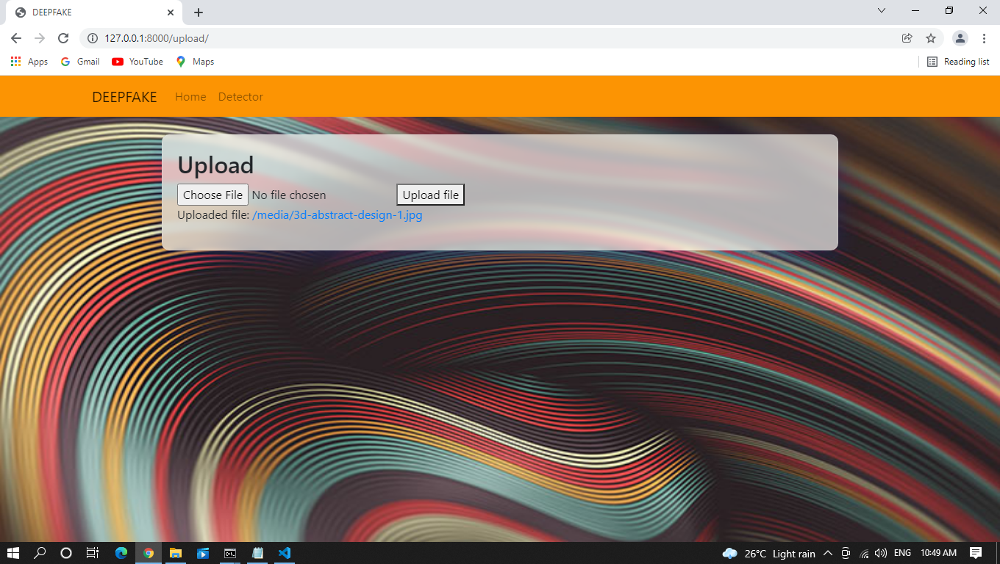 DEEPFAKE
127.0.0.1:8000/upload/
Apps Gmail YouTube Maps Reading list
DEEPFAKE Home Detector
Upload
Choose File No file chosen Upload file
Uploaded file: /media/3d-abstract-design-1.jpg
26°C Light rain ENG 10:49 AM